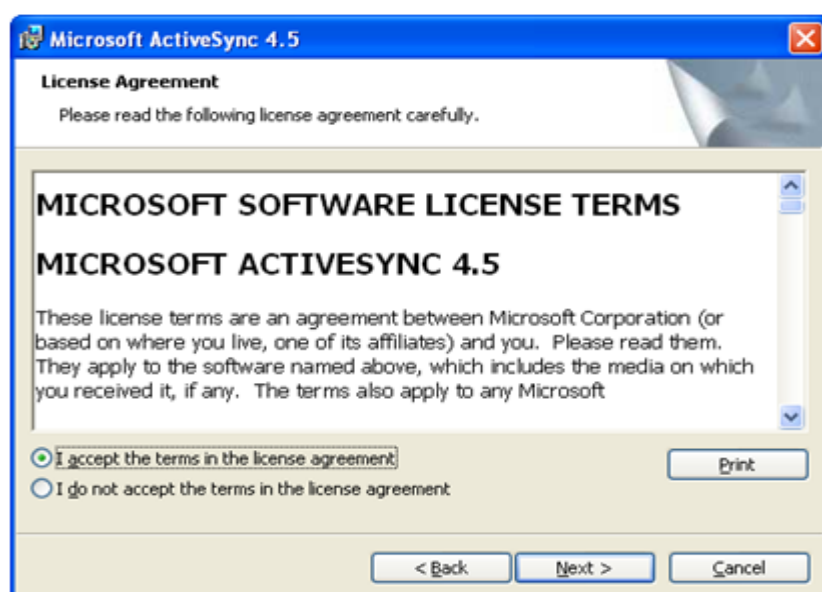 Microsoft ActiveSync 4.5
License Agreement
Please read the following license agreement carefully.
MICROSOFT SOFTWARE LICENSE TERMS
MICROSOFT ACTIVESYNC 4.5
These license terms are an agreement between Microsoft Corporation (or
based on where you live, one of its affiliates) and you.  Please read them.
They apply to the software named above, which includes the media on which
you received it, if any.  The terms also apply to any Microsoft
I accept the terms in the license agreement
Print
I do not accept the terms in the license agreement
< Back
Next >
Cancel